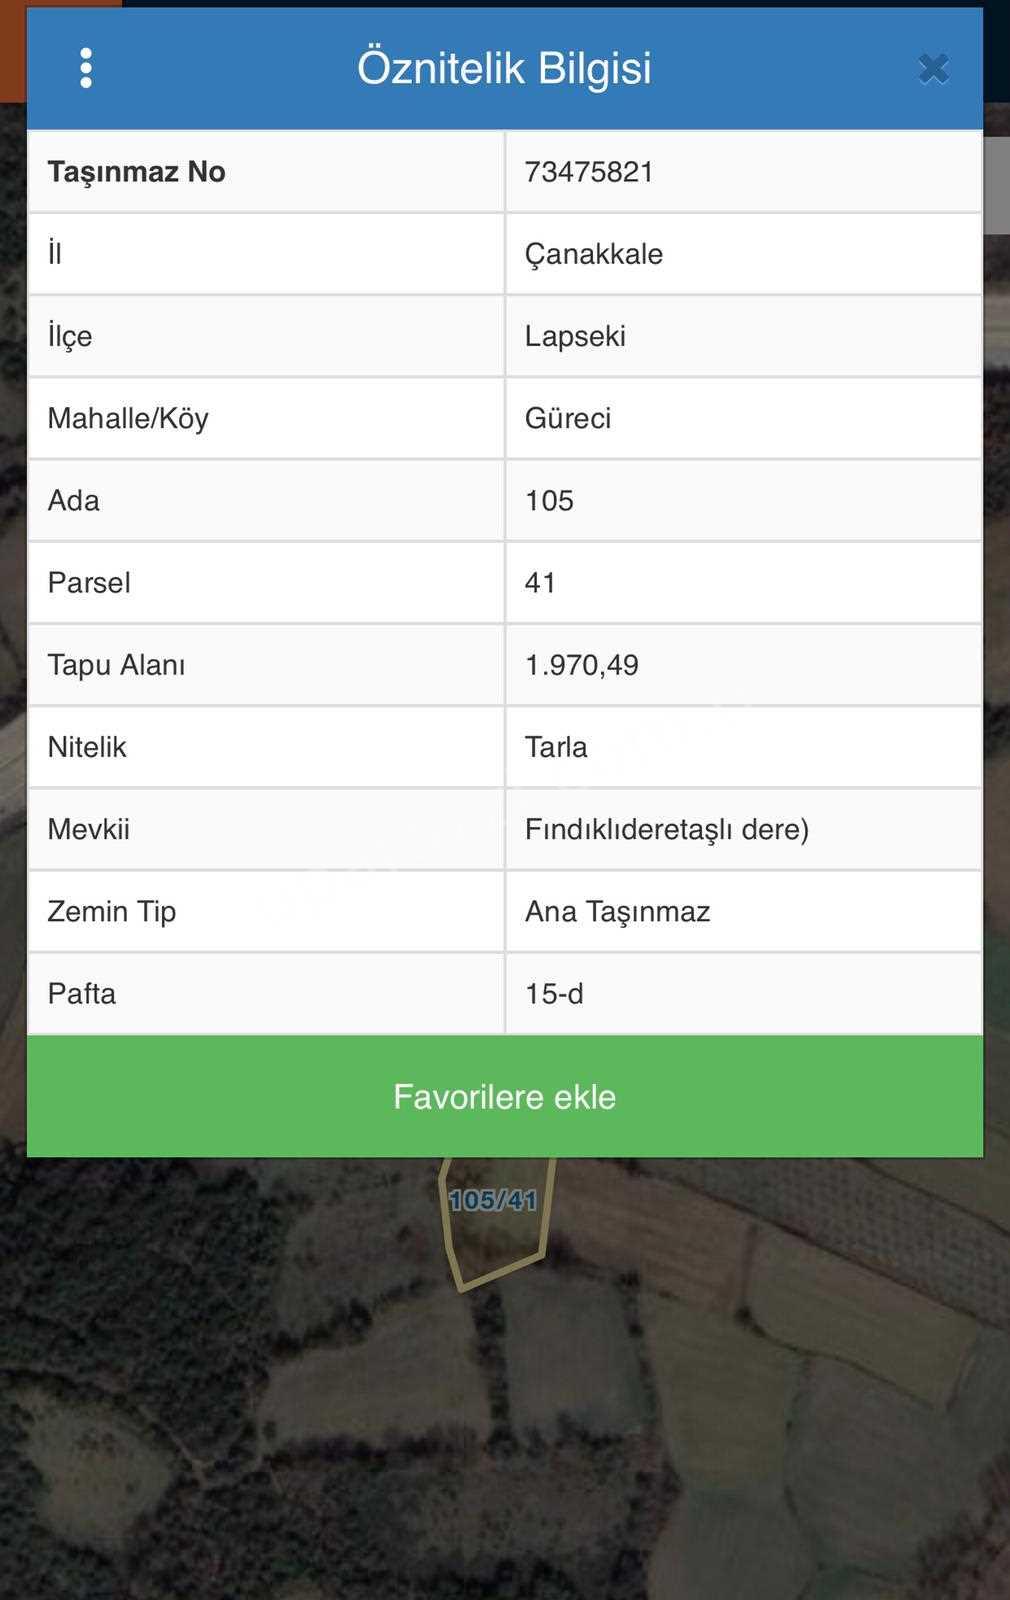 Öznitelik Bilgisi
Taşınmaz No 73475821
İl Çanakkale
İlçe Lapseki
Mahalle/Köy Güreci
Ada 105
Parsel 41
Tapu Alanı 1.970,49
Nitelik Tarla
Mevkii Fındıklıderetaşlı dere)
Zemin Tip Ana Taşınmaz
Pafta 15-d
Favorilere ekle
105/41